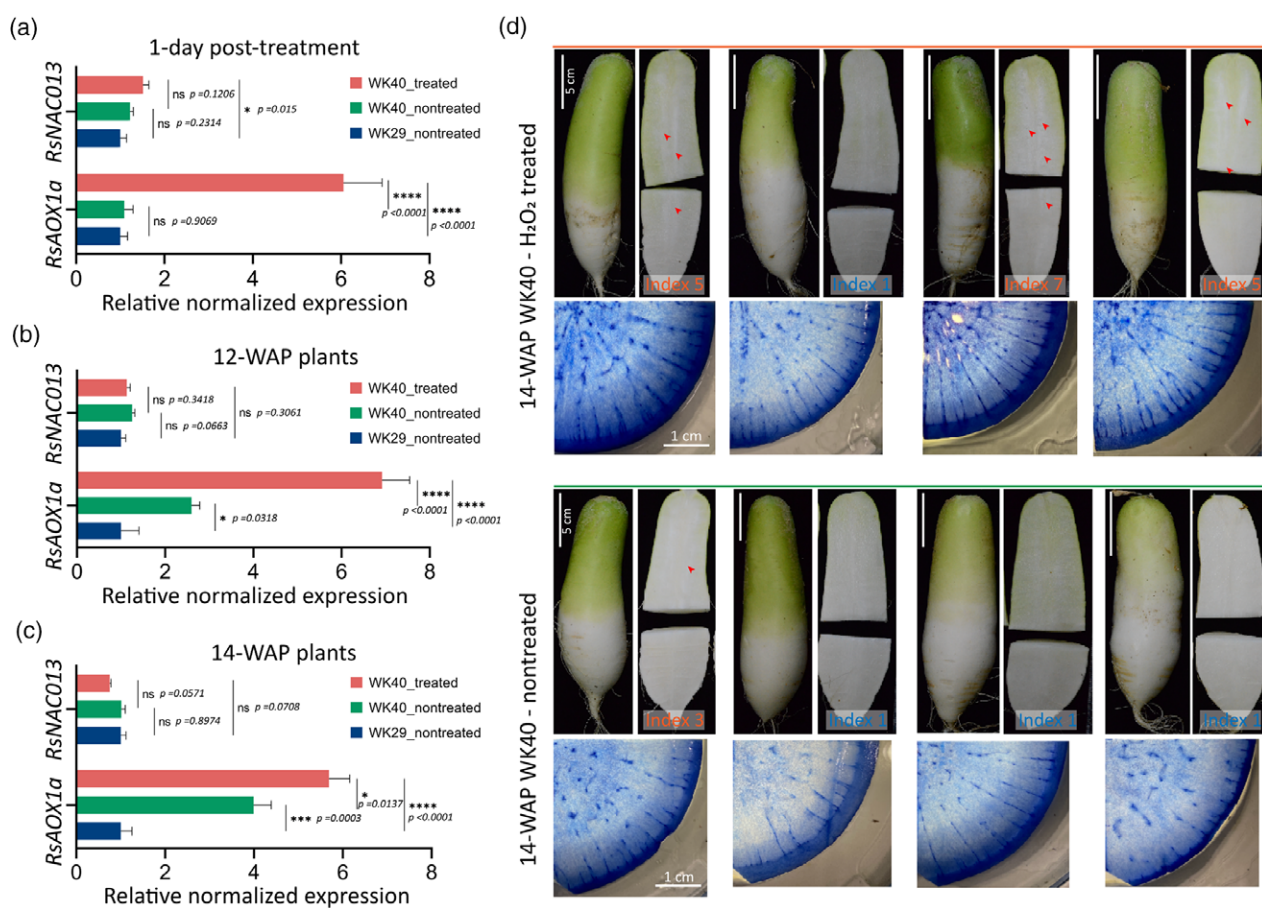 (a)
1-day post-treatment
RsNAC013
RsAOX1a
WK40_treated
WK40_nontreated
WK29_nontreated
ns p =0.1206
ns p =0.2314
* p =0.015
****
p <0.0001
****
p <0.0001
ns p =0.9069
0 2 4 6 8
Relative normalized expression
(b)
12-WAP plants
RsNAC013
RsAOX1a
WK40_treated
WK40_nontreated
WK29_nontreated
ns p =0.3418
ns p =0.0663
ns p =0.3061
****
p <0.0001
****
p <0.0001
* p =0.0318
0 2 4 6 8
Relative normalized expression
(c)
14-WAP plants
RsNAC013
RsAOX1a
WK40_treated
WK40_nontreated
WK29_nontreated
ns p =0.0571
ns p =0.8974
ns p =0.0708
*
p =0.0137
****
p <0.0001
*** p =0.0003
0 2 4 6 8
Relative normalized expression
(d)
14-WAP WK40 - H₂O₂ treated
5 cm
Index 5
Index 1
Index 7
Index 5
1 cm
14-WAP WK40 - nontreated
5 cm
Index 3
Index 1
Index 1
Index 1
1 cm